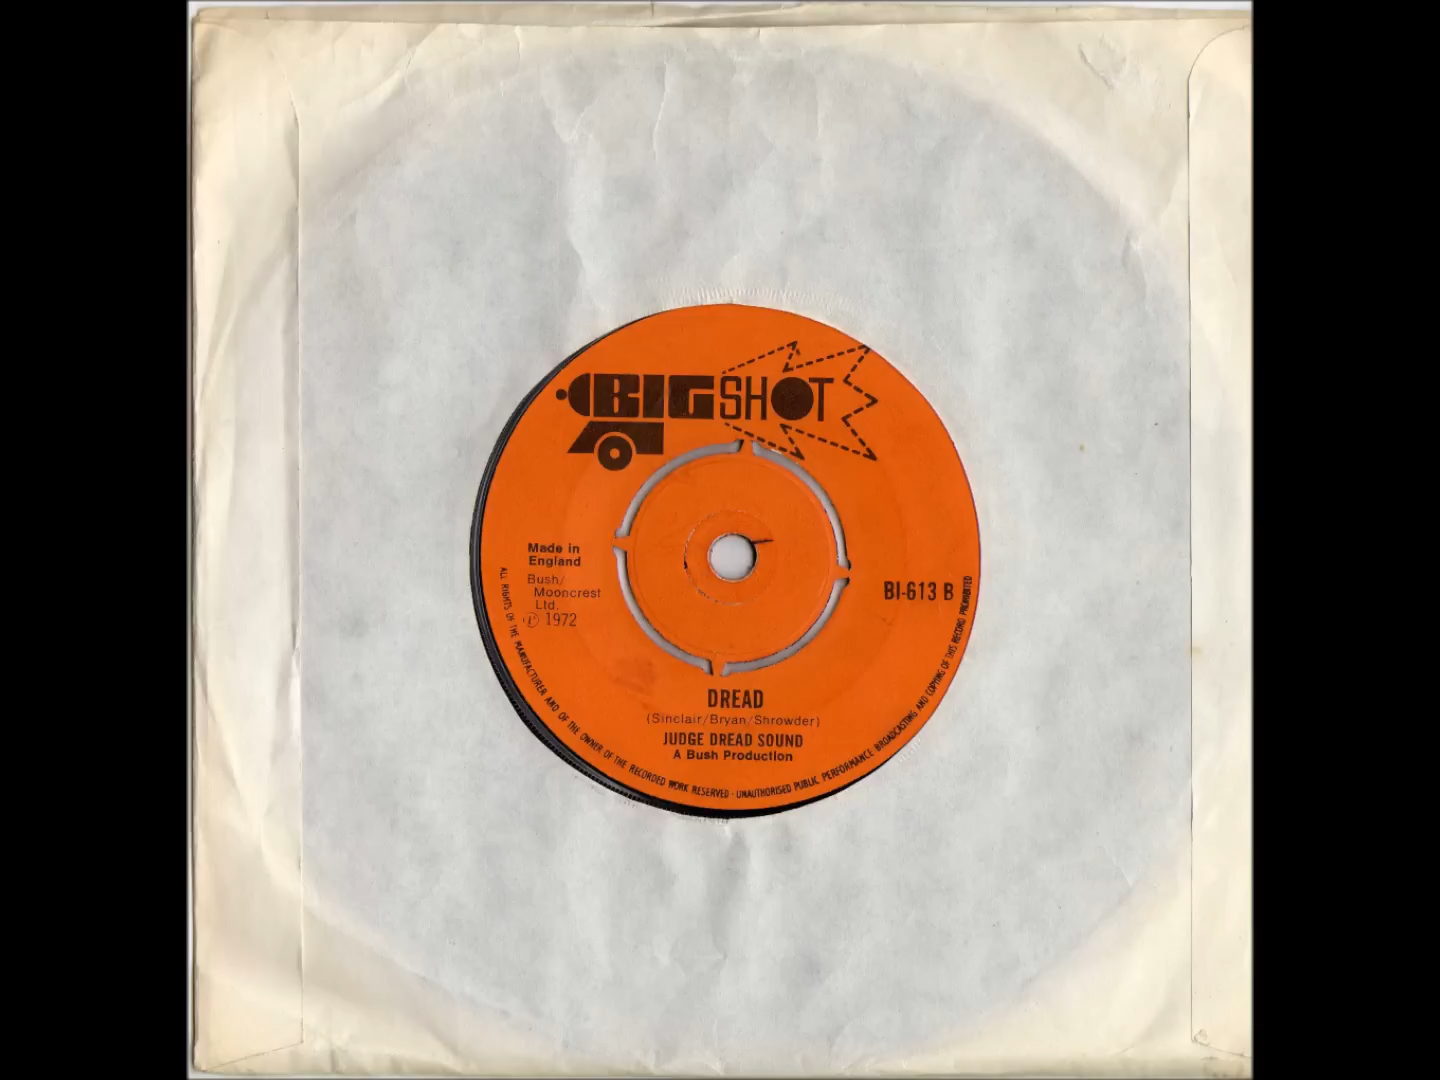 BIG SHOT
Made in
England
Bush/
Mooncrest
Ltd.
Ⓟ 1972
BI-613 B
DREAD
(Sinclair/Bryan/Shrowder)
JUDGE DREAD SOUND
A Bush Production
ALL RIGHTS OF THE MANUFACTURER AND OF THE OWNER OF THE RECORDED WORK RESERVED - UNAUTHORISED PUBLIC PERFORMANCE BROADCASTING AND COPYING OF THIS RECORD PROHIBITED